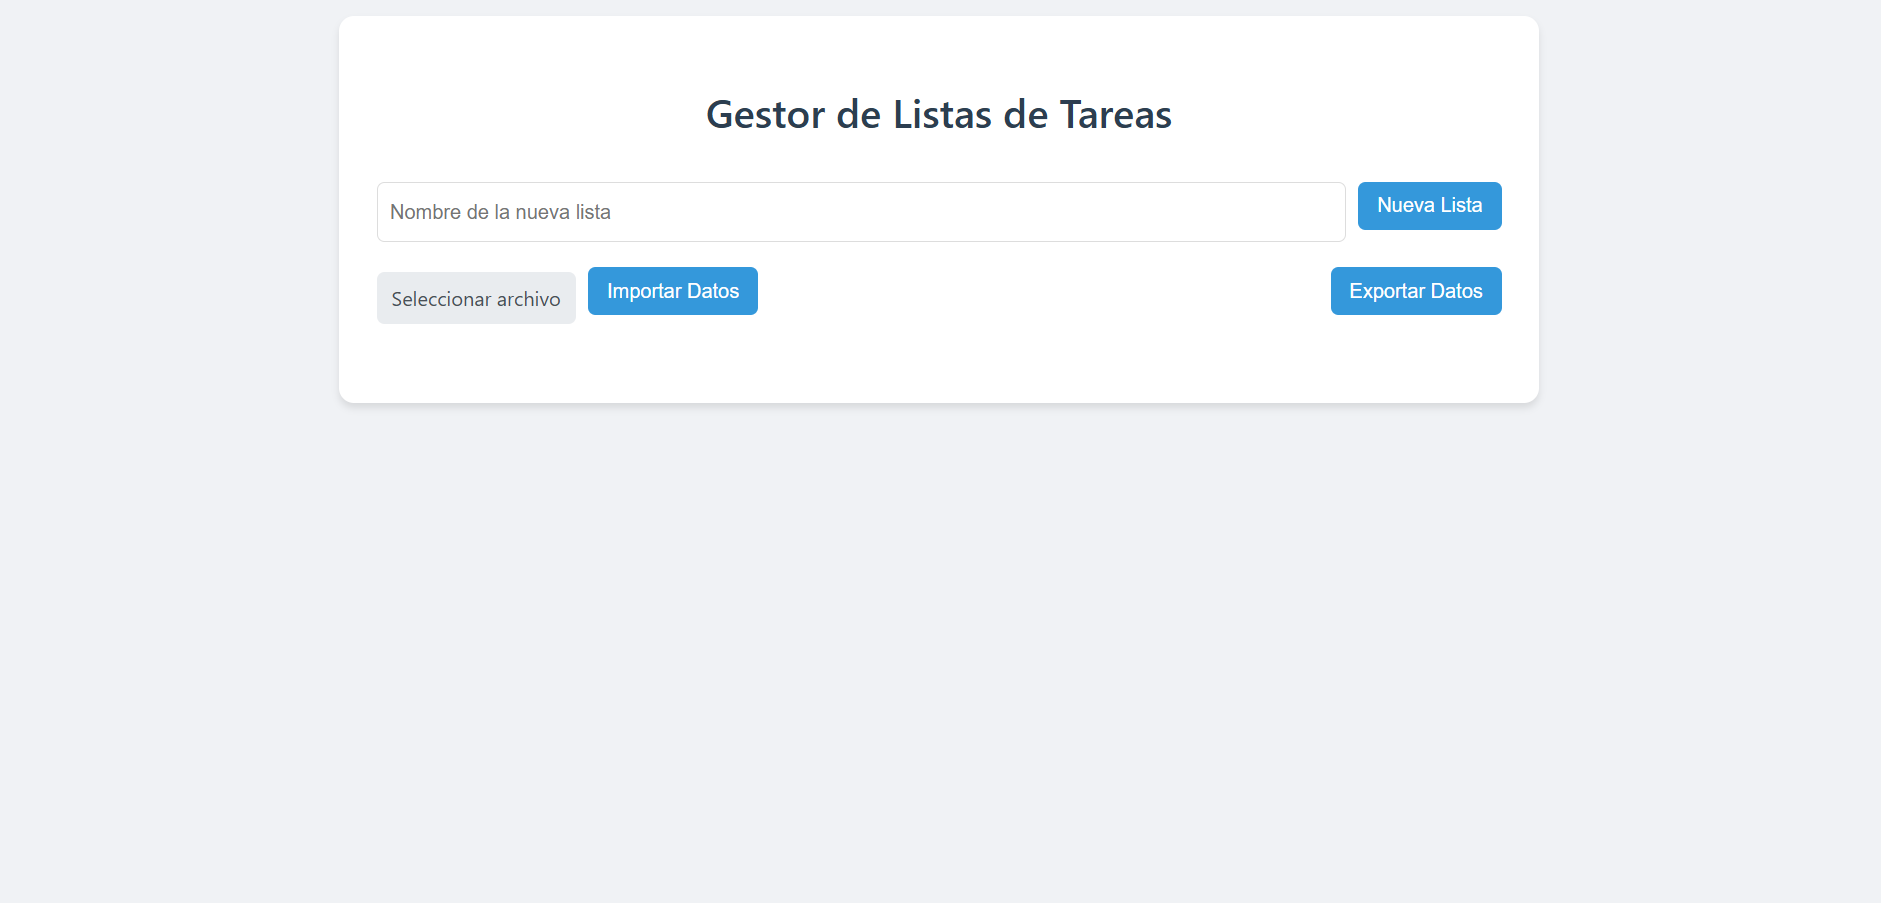 Gestor de Listas de Tareas
Nombre de la nueva lista
Nueva Lista
Seleccionar archivo
Importar Datos
Exportar Datos